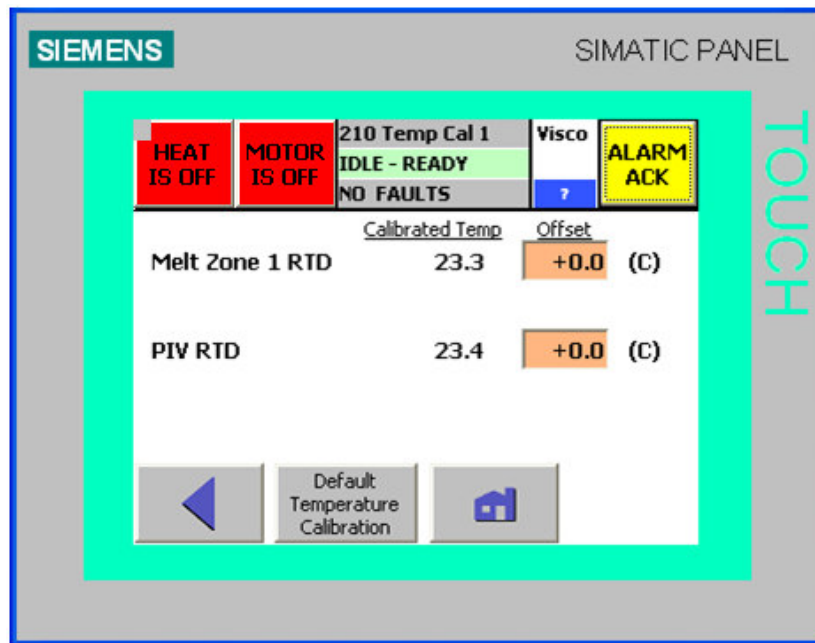 SIEMENS
SIMATIC PANEL
TOUCH
HEAT
IS OFF
MOTOR
IS OFF
210 Temp Cal 1
IDLE - READY
NO FAULTS
Visco
?
ALARM
ACK
Calibrated Temp Offset
Melt Zone 1 RTD 23.3 +0.0 (C)
PIV RTD 23.4 +0.0 (C)
Default
Temperature
Calibration